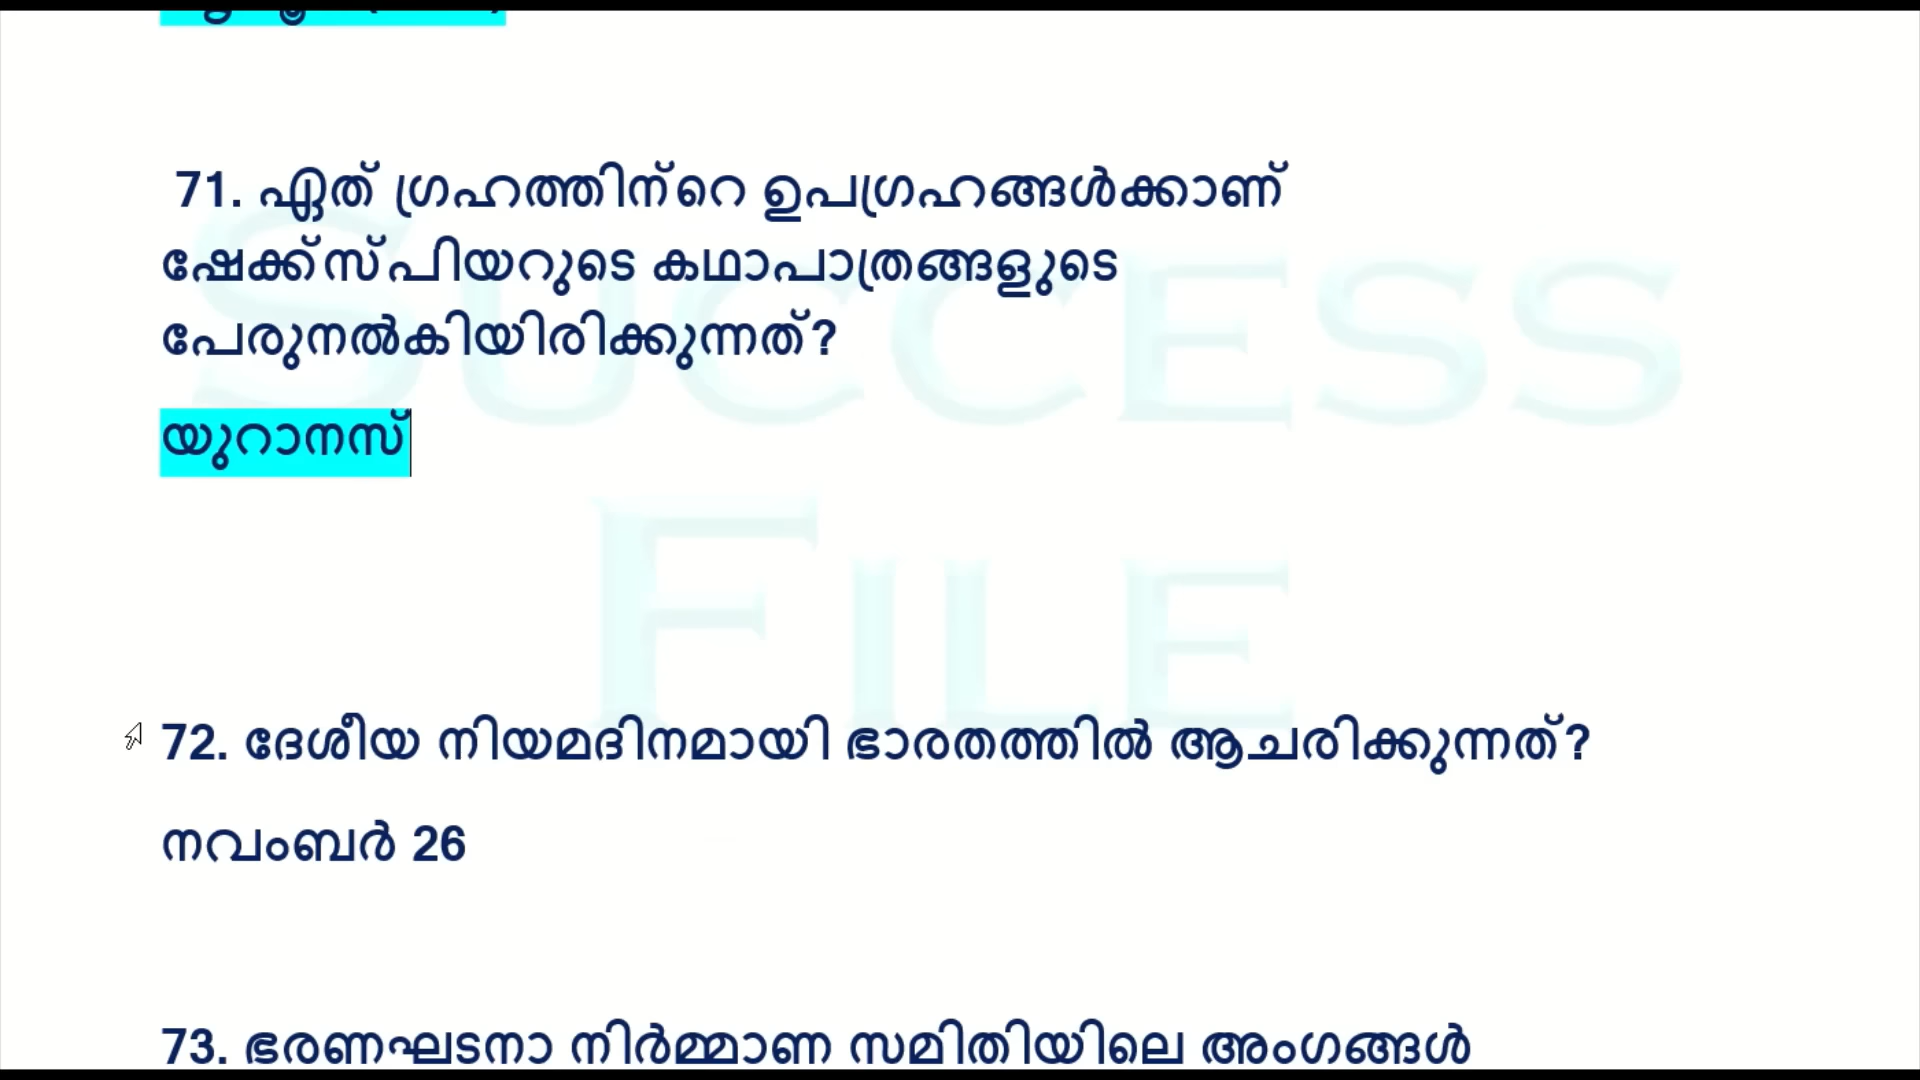 71. ഏത് ഗ്രഹത്തിന്റെ ഉപഗ്രഹങ്ങൾക്കാണ്
ഷേക്ക്സ്പിയറുടെ കഥാപാത്രങ്ങളുടെ
പേരുനൽകിയിരിക്കുന്നത്?
യുറാനസ്
SUCCESS
FILE
72. ദേശീയ നിയമദിനമായി ഭാരതത്തിൽ ആചരിക്കുന്നത്?
നവംബർ 26
73. ഭരണഘടനാ നിർമ്മാണ സമിതിയിലെ അംഗങ്ങൾ